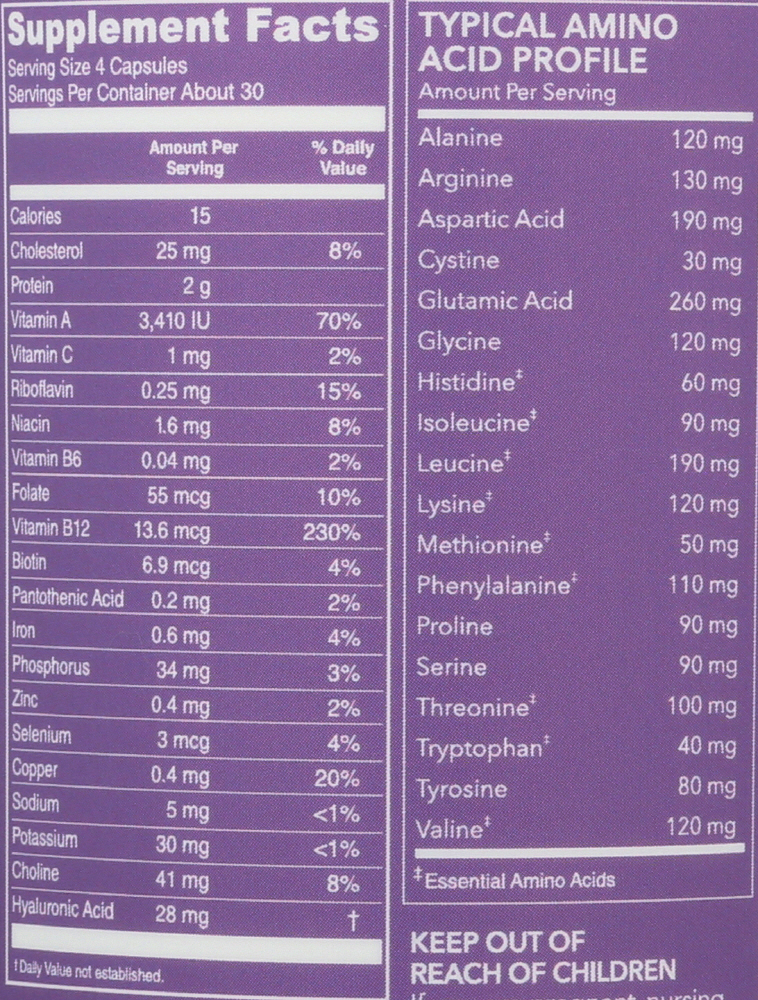 Supplement Facts
Serving Size 4 Capsules
Servings Per Container About 30
Amount Per Serving % Daily Value
Calories 15
Cholesterol 25 mg 8%
Protein 2 g
Vitamin A 3,410 IU 70%
Vitamin C 1 mg 2%
Riboflavin 0.25 mg 15%
Niacin 1.6 mg 8%
Vitamin B6 0.04 mg 2%
Folate 55 mcg 10%
Vitamin B12 13.6 mcg 230%
Biotin 6.9 mcg 4%
Pantothenic Acid 0.2 mg 2%
Iron 0.6 mg 4%
Phosphorus 34 mg 3%
Zinc 0.4 mg 2%
Selenium 3 mcg 4%
Copper 0.4 mg 20%
Sodium 5 mg <1%
Potassium 30 mg <1%
Choline 41 mg 8%
Hyaluronic Acid 28 mg †
† Daily Value not established.
TYPICAL AMINO
ACID PROFILE
Amount Per Serving
Alanine 120 mg
Arginine 130 mg
Aspartic Acid 190 mg
Cystine 30 mg
Glutamic Acid 260 mg
Glycine 120 mg
Histidine‡ 60 mg
Isoleucine‡ 90 mg
Leucine‡ 190 mg
Lysine‡ 120 mg
Methionine‡ 50 mg
Phenylalanine‡ 110 mg
Proline 90 mg
Serine 90 mg
Threonine‡ 100 mg
Tryptophan‡ 40 mg
Tyrosine 80 mg
Valine‡ 120 mg
‡ Essential Amino Acids
KEEP OUT OF
REACH OF CHILDREN